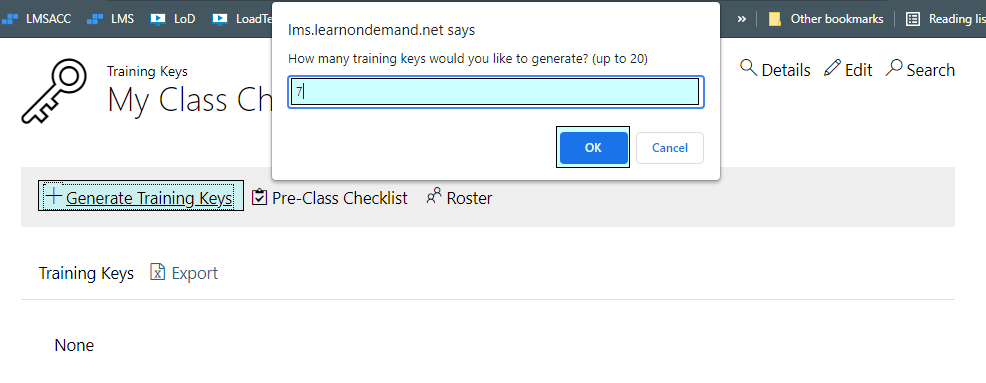 LMSACC LMS LoD LoadTe » Other bookmarks Reading lis
lms.learnondemand.net says
How many training keys would you like to generate? (up to 20)
7
OK Cancel
Training Keys
My Class Ch
Details Edit Search
Generate Training Keys Pre-Class Checklist Roster
Training Keys Export
None